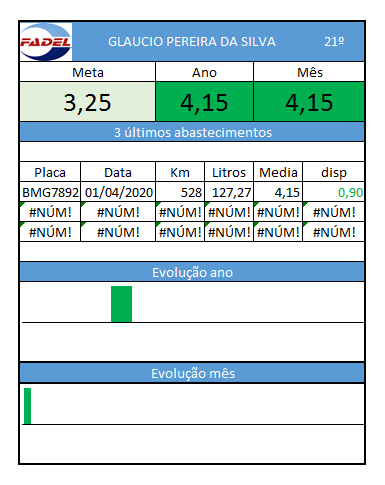 FADEL GLAUCIO PEREIRA DA SILVA 21º
Meta Ano Mês
3,25 4,15 4,15
3 últimos abastecimentos
Placa Data Km Litros Media disp
BMG7892 01/04/2020 528 127,27 4,15 0,90
#NÚM! #NÚM! #NÚM! #NÚM! #NÚM! #NÚM!
#NÚM! #NÚM! #NÚM! #NÚM! #NÚM! #NÚM!
Evolução ano
Evolução mês